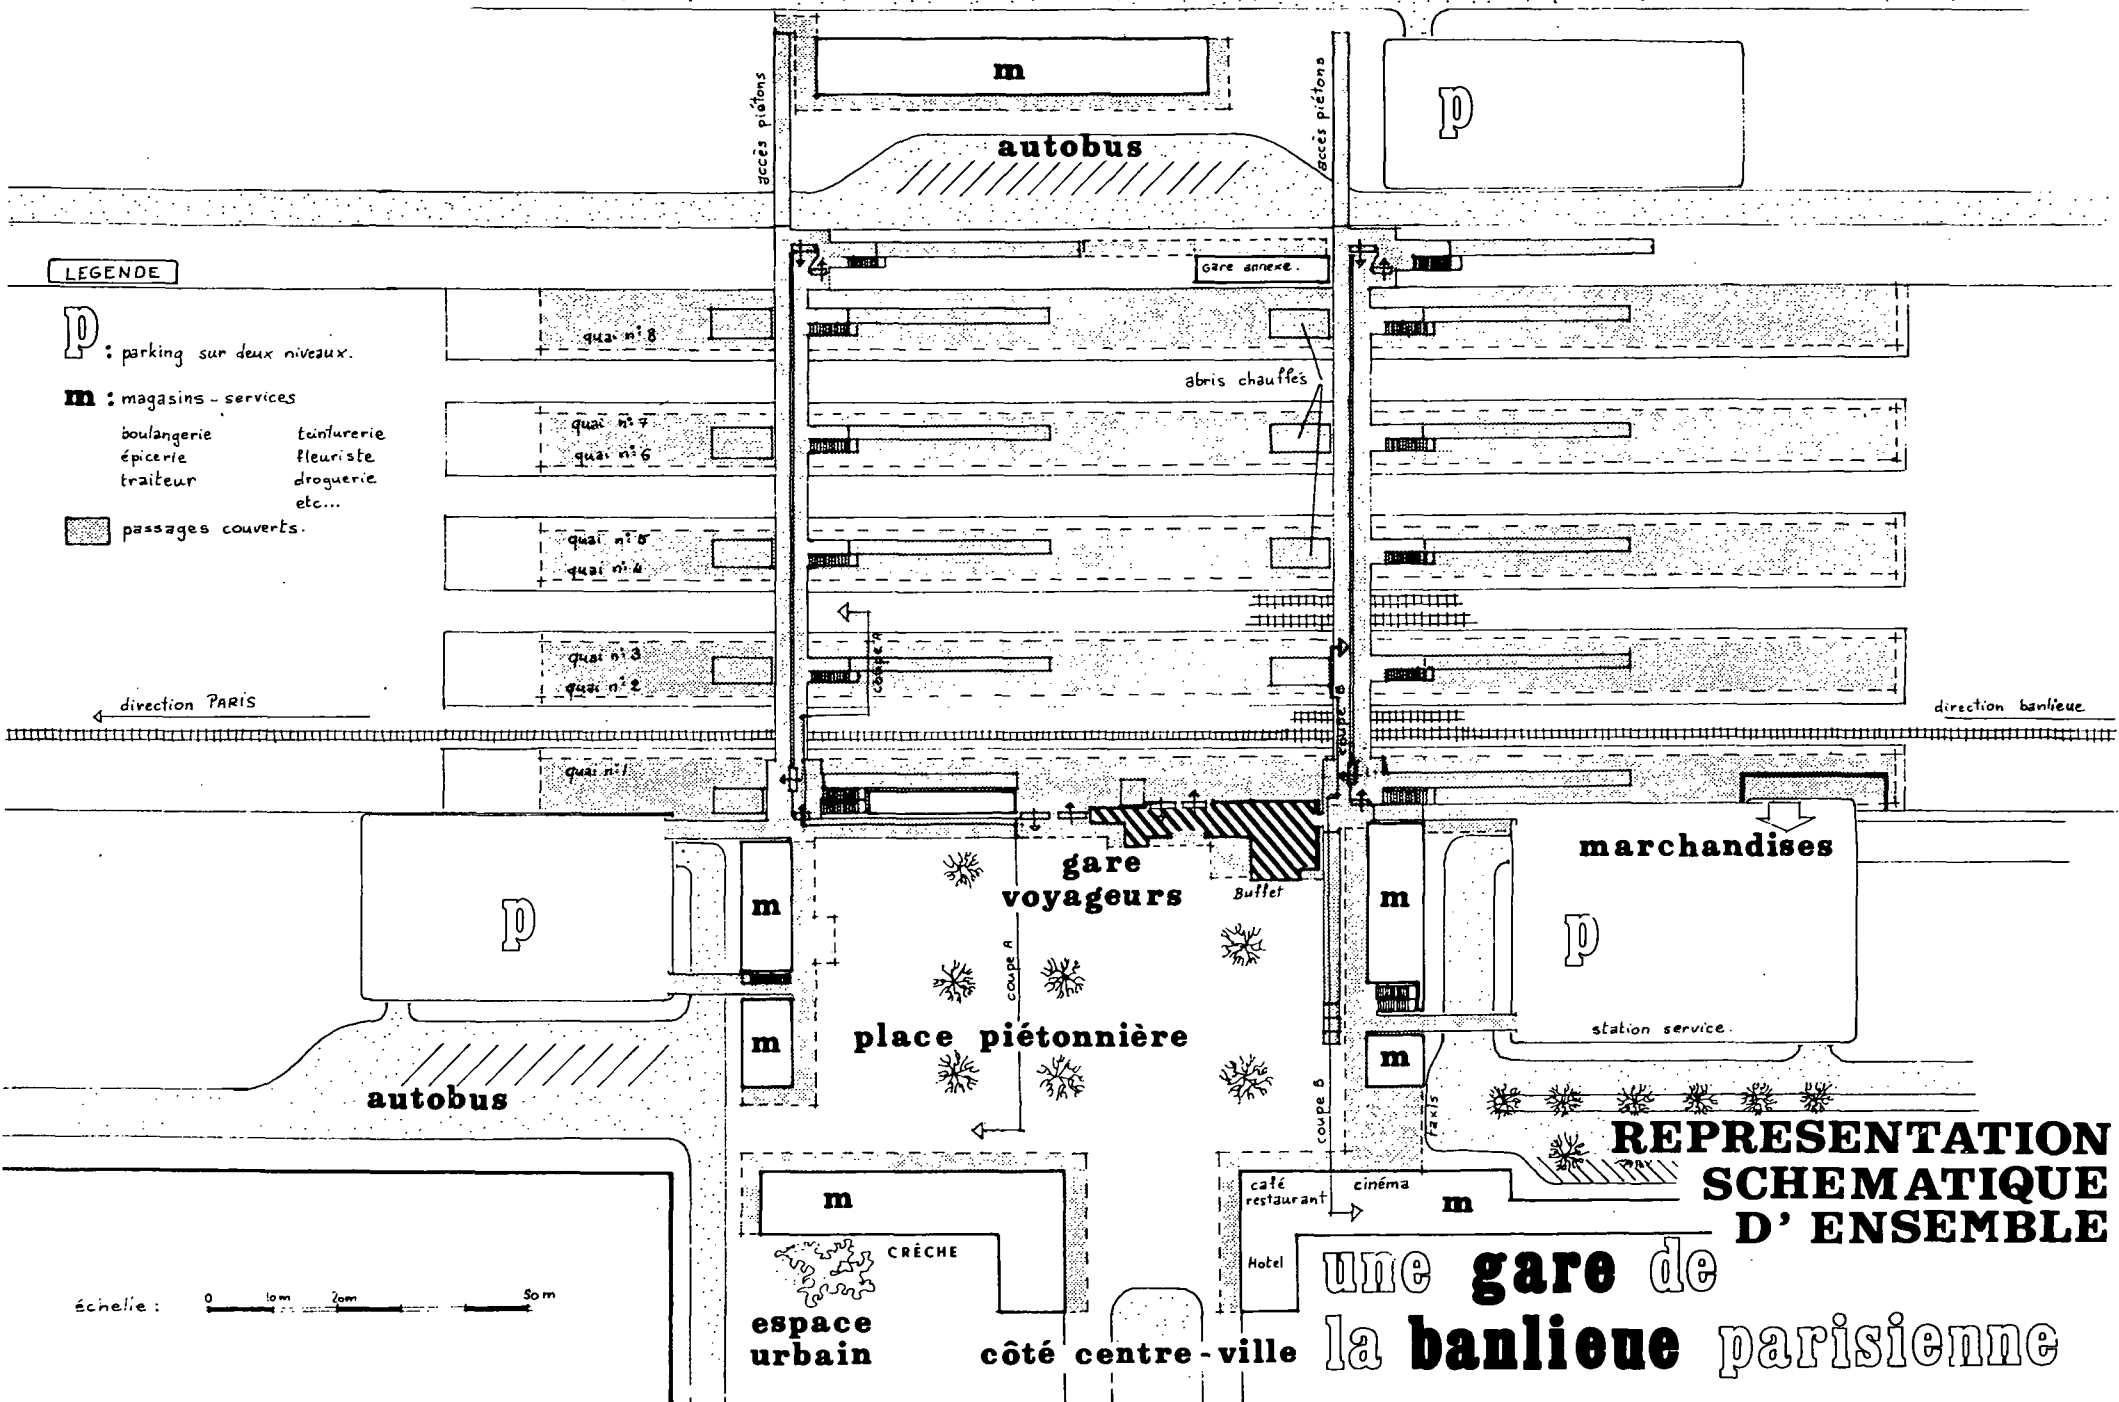 m
accès piétons
accès piétons
p
autobus
LEGENDE
Gare annexe.
p : parking sur deux niveaux.
quai n° 8
abris chauffés
m : magasins - services
boulangerie teinturerie
épicerie fleuriste
traiteur droguerie
etc...
quai n° 7
quai n° 6
passages couverts.
quai n° 5
quai n° 4
coupe A
quai n° 3
quai n° 2
coupe B
direction PARIS
direction banlieue
quai n° 1
marchandises
gare
voyageurs
Buffet
p
m
m
p
coupe A
place piétonnière
station service.
m
m
autobus
coupe B
taxis
REPRESENTATION
SCHEMATIQUE
D' ENSEMBLE
m
café
restaurant
cinéma
m
CRÈCHE
Hotel
une gare de
la banlieue parisienne
échelle :
0 10m 20m 50m
espace
urbain
côté centre-ville